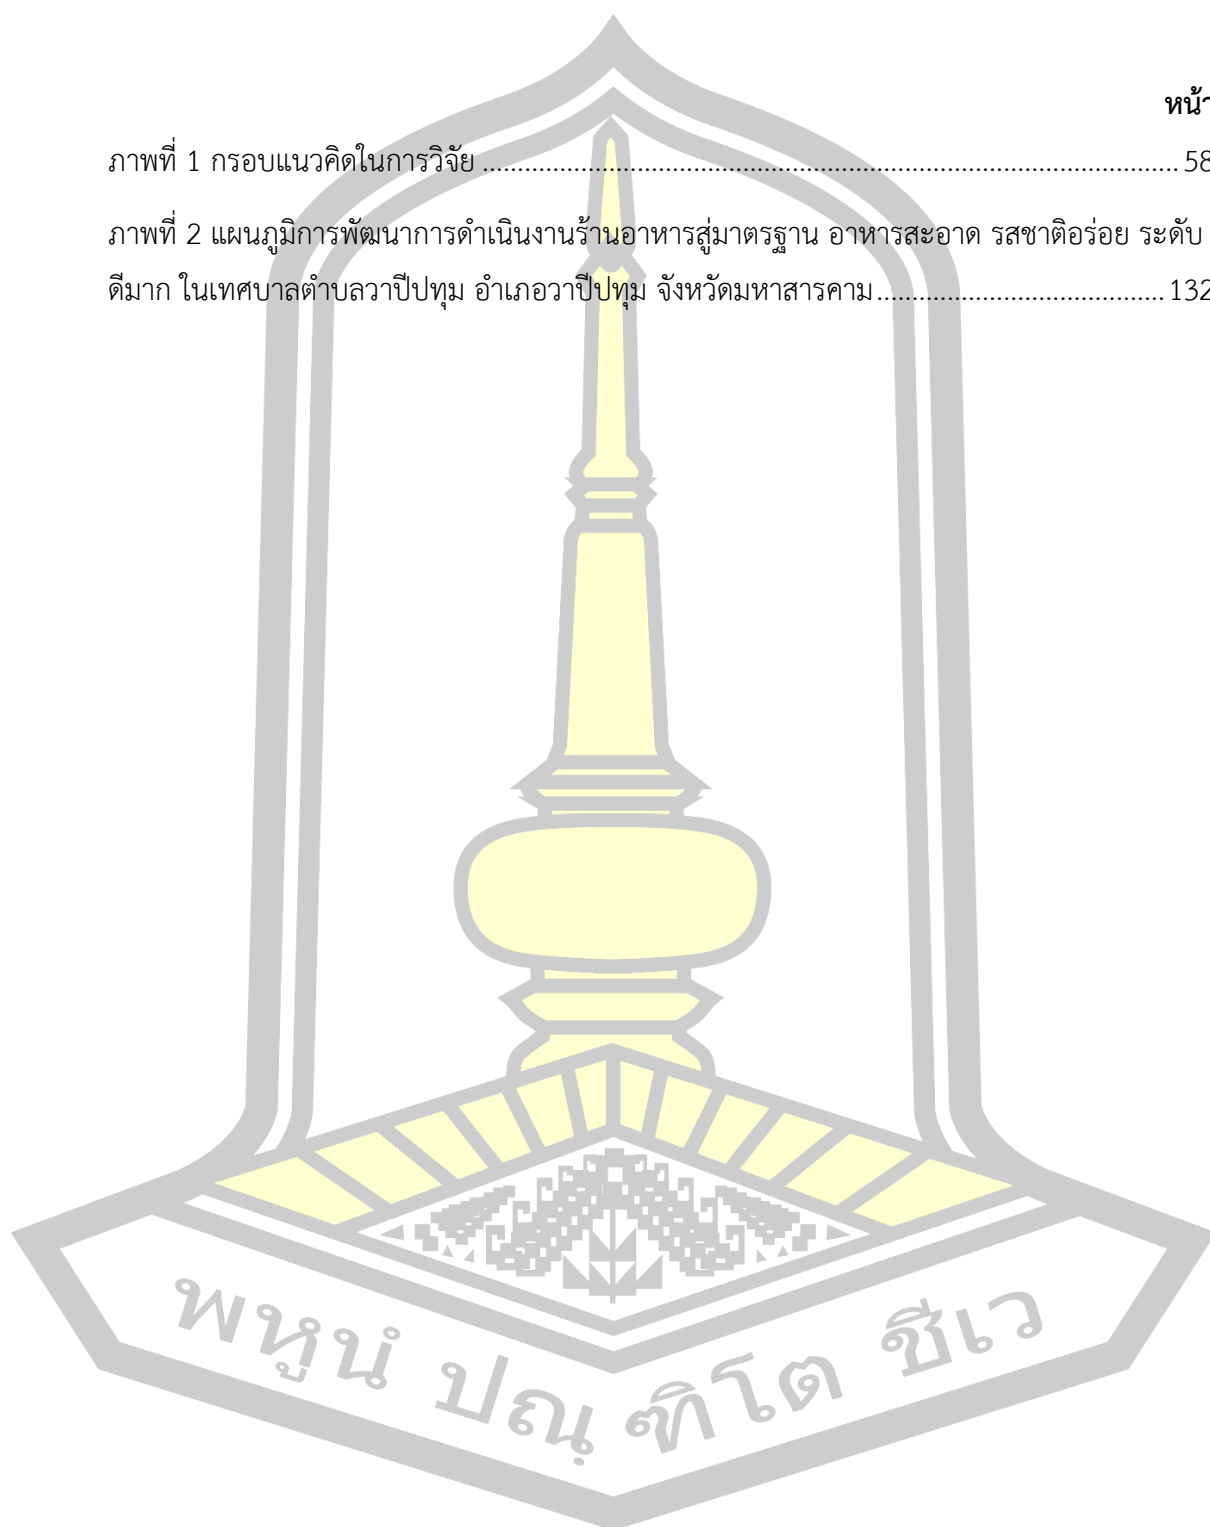 หน้า
ภาพที่ 1 กรอบแนวคิดในการวิจัย .................................................................................................... 58
ภาพที่ 2 แผนภูมิการพัฒนาการดำเนินงานร้านอาหารสู่มาตรฐาน อาหารสะอาด รสชาติอร่อย ระดับ
ดีมาก ในเทศบาลตำบลวาปีปทุม อำเภอวาปีปทุม จังหวัดมหาสารคาม......................................... 132
พหูนํ ปณฺฑิโต ชีเว